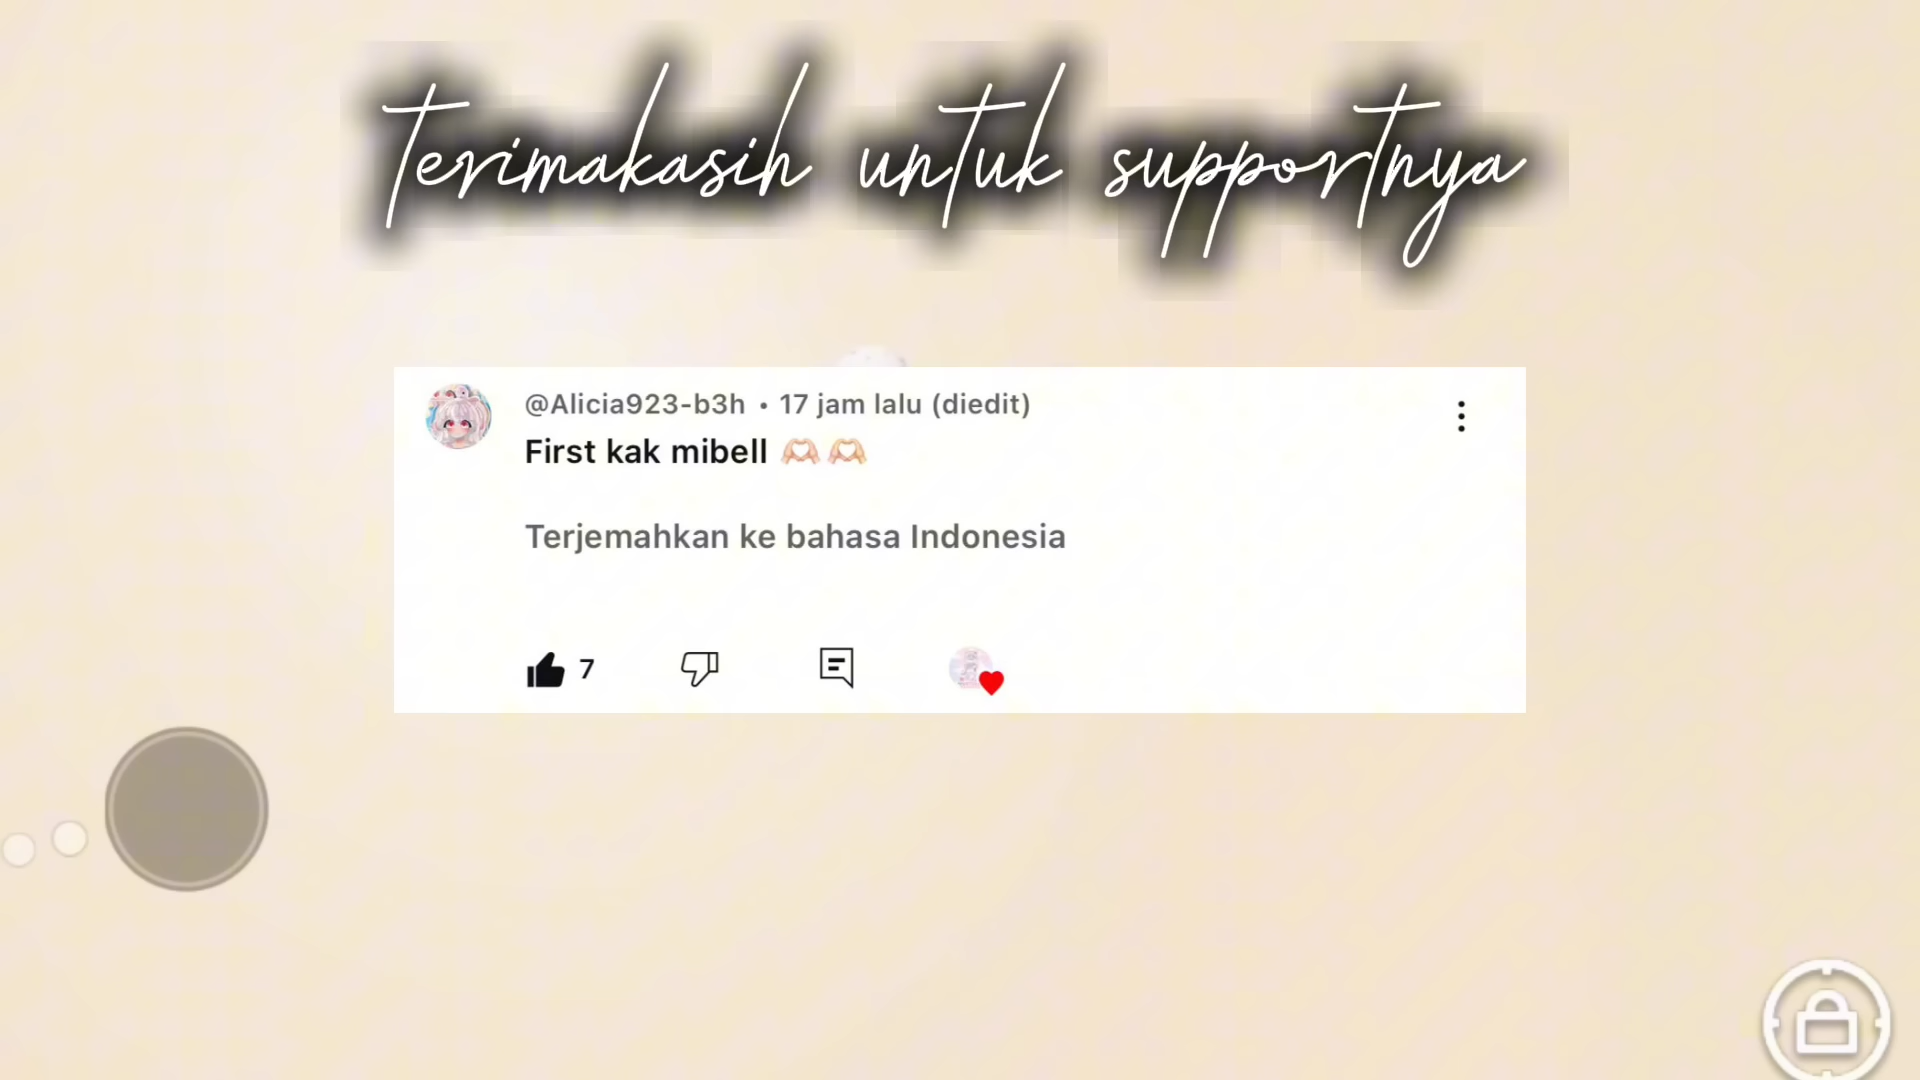 Terimakasih untuk supportnya
@Alicia923-b3h • 17 jam lalu (diedit)
First kak mibell 🫶🏻🫶🏻
Terjemahkan ke bahasa Indonesia
7